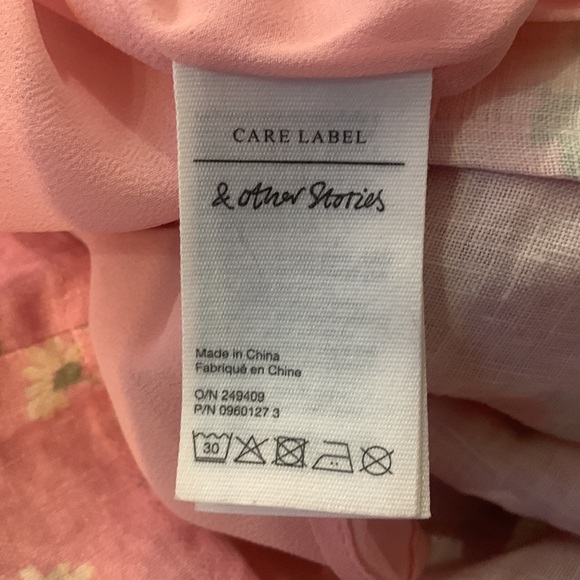 CARE LABEL
& other Stories
Made in China
Fabriqué en Chine
O/N 249409
P/N 0960127 3
30